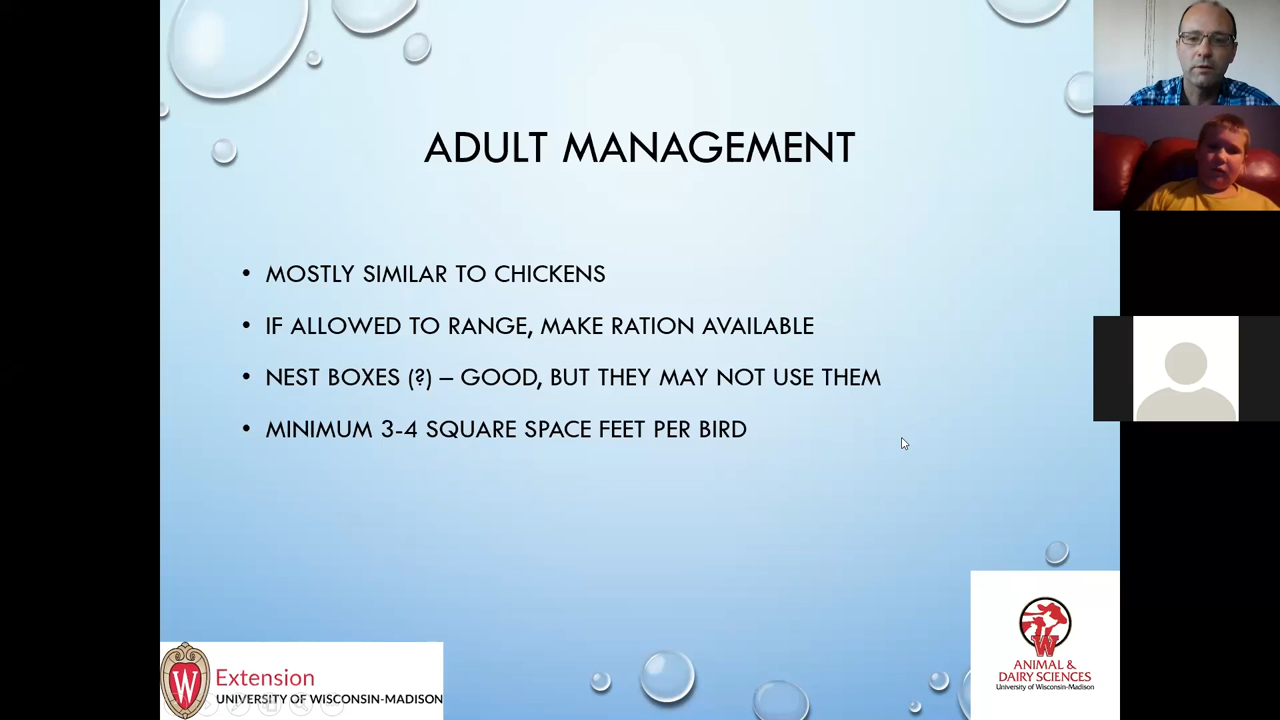 ADULT MANAGEMENT
• MOSTLY SIMILAR TO CHICKENS
• IF ALLOWED TO RANGE, MAKE RATION AVAILABLE
• NEST BOXES (?) – GOOD, BUT THEY MAY NOT USE THEM
• MINIMUM 3-4 SQUARE SPACE FEET PER BIRD
W
Extension
UNIVERSITY OF WISCONSIN-MADISON
W
ANIMAL &
DAIRY SCIENCES
University of Wisconsin-Madison